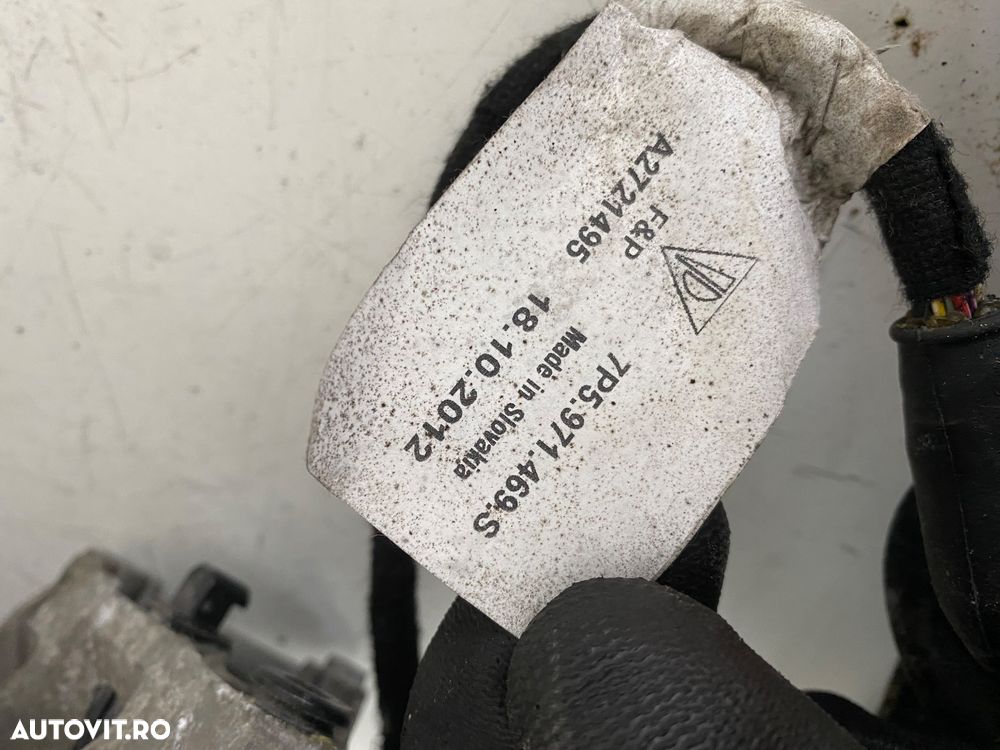 A2721495
F&P
7P5.971.469.S
Made in Slovakia
18.10.2012
AUTOVIT.RO